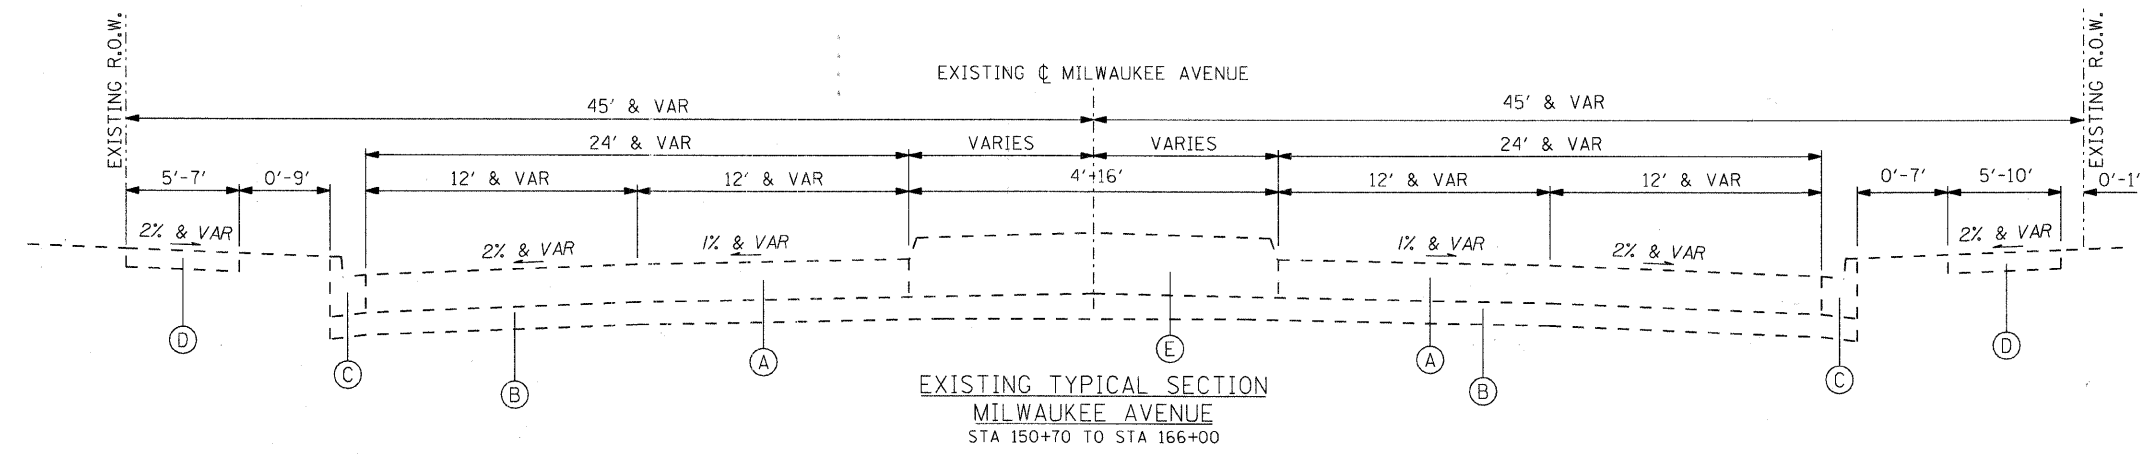 EXISTING R.O.W.
EXISTING ℄ MILWAUKEE AVENUE
EXISTING R.O.W.
45' & VAR
45' & VAR
24' & VAR
VARIES
VARIES
24' & VAR
5'-7'
0'-9'
12' & VAR
12' & VAR
4'-16'
12' & VAR
12' & VAR
0'-7'
5'-10'
0'-1'
2% & VAR
2% & VAR
1% & VAR
1% & VAR
2% & VAR
2% & VAR
D
C
B
A
E
A
B
C
D
EXISTING TYPICAL SECTION
MILWAUKEE AVENUE
STA 150+70 TO STA 166+00